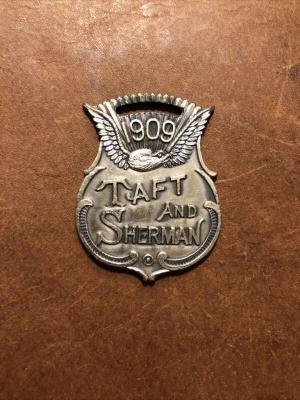 1909
TAFT
AND
SHERMAN